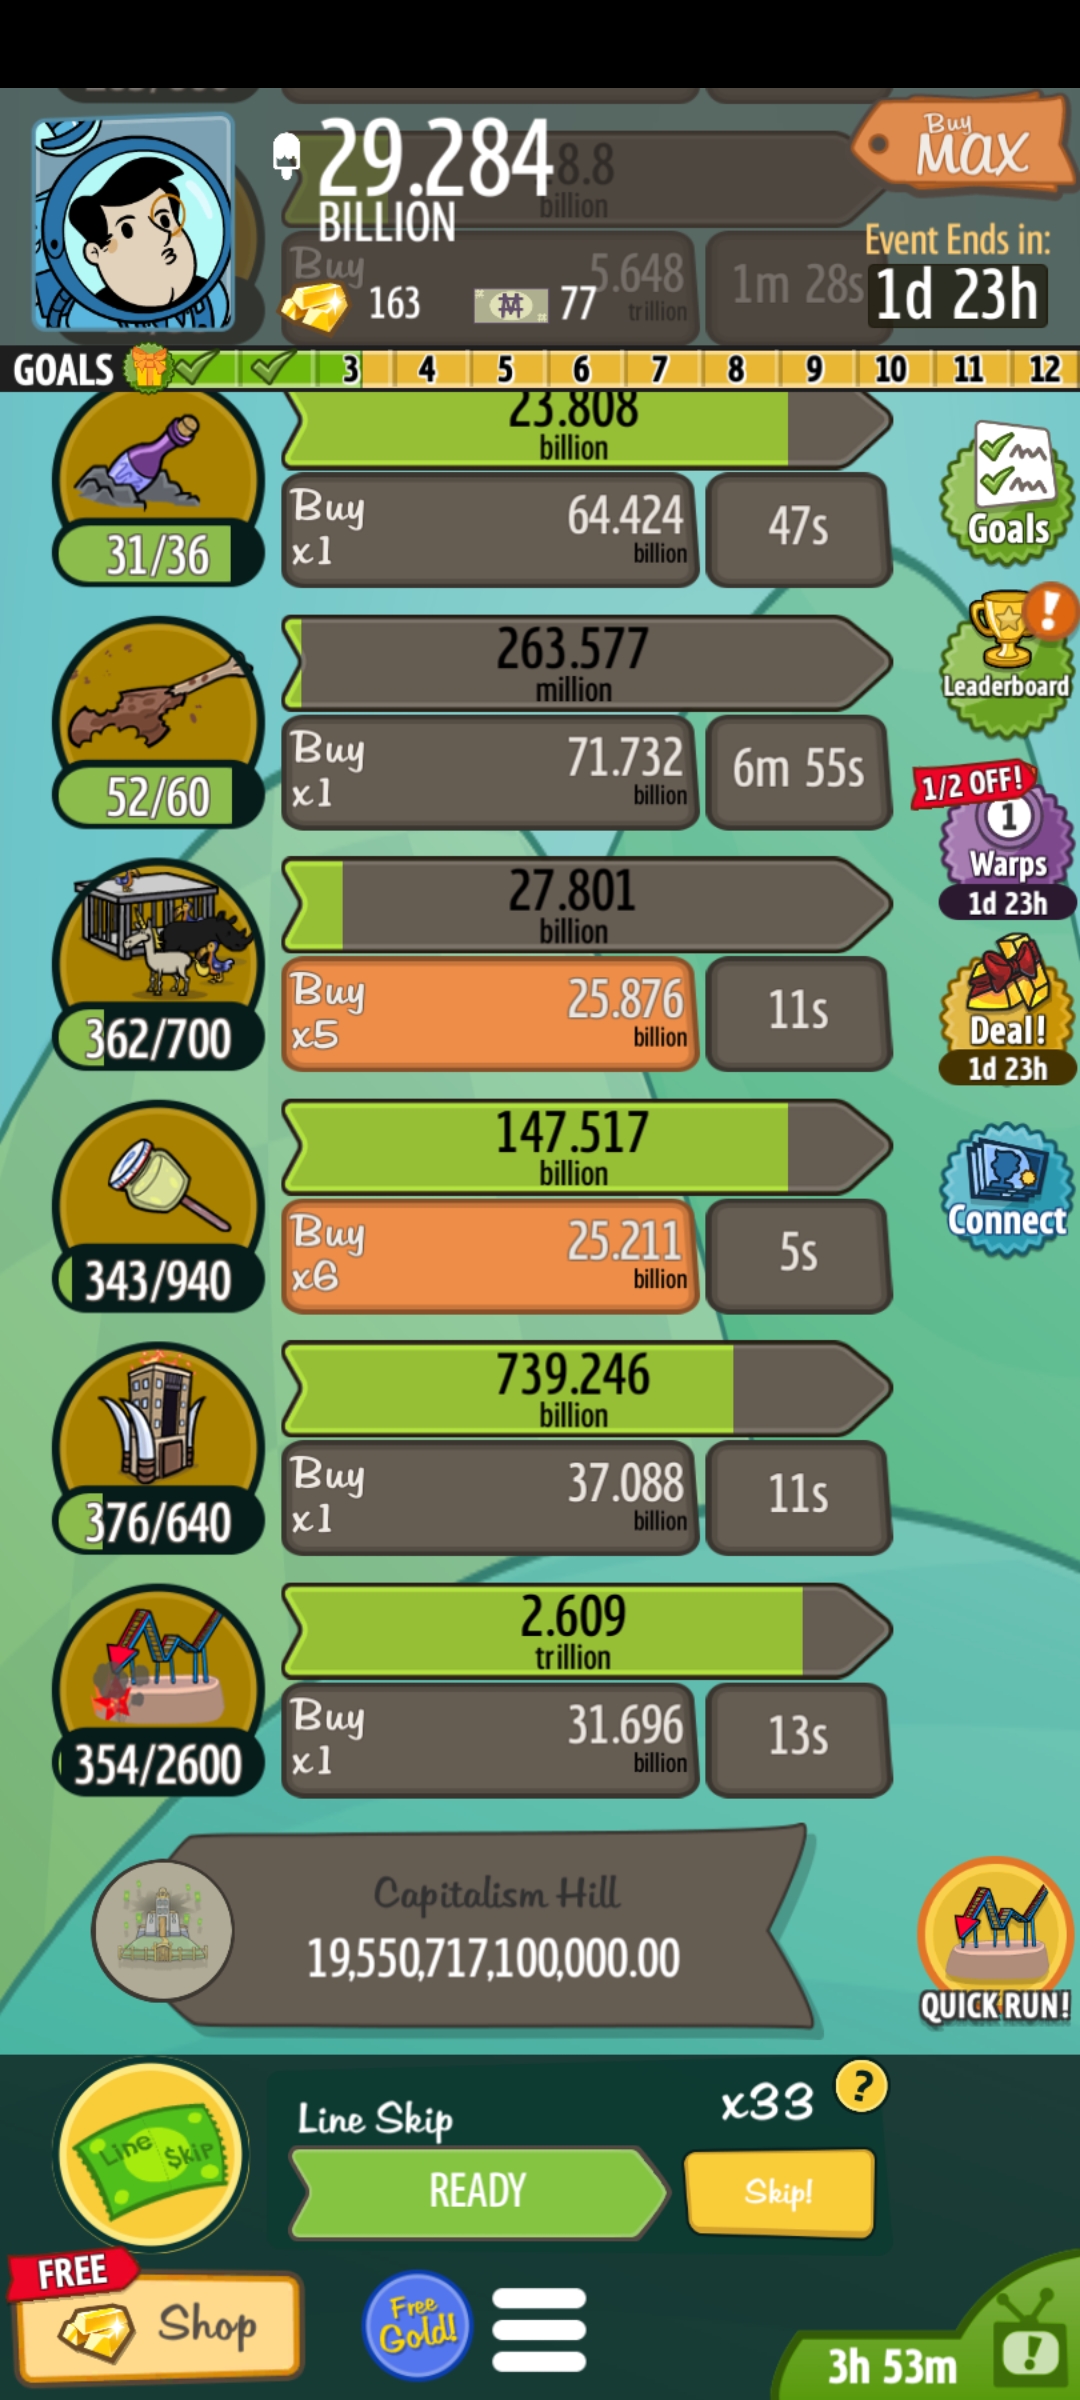 29.284
BILLION
Buy
MAX
8.8
billion
Event Ends in:
1d 23h
Buy
5.648
trillion
1m 28s
163
77
GOALS 3 4 5 6 7 8 9 10 11 12
23.808
billion
31/36
Buy
x1
64.424
billion
47s
Goals
263.577
million
52/60
Buy
x1
71.732
billion
6m 55s
Leaderboard
!
1/2 OFF!
1
Warps
1d 23h
27.801
billion
362/700
Buy
x5
25.876
billion
11s
Deal!
1d 23h
147.517
billion
343/940
Buy
x6
25.211
billion
5s
Connect
739.246
billion
376/640
Buy
x1
37.088
billion
11s
2.609
trillion
354/2600
Buy
x1
31.696
billion
13s
Capitalism Hill
19,550,717,100,000.00
QUICK RUN!
Line $kip
Line Skip
x33
?
READY
Skip!
FREE
Shop
Free
Gold!
3h 53m
!